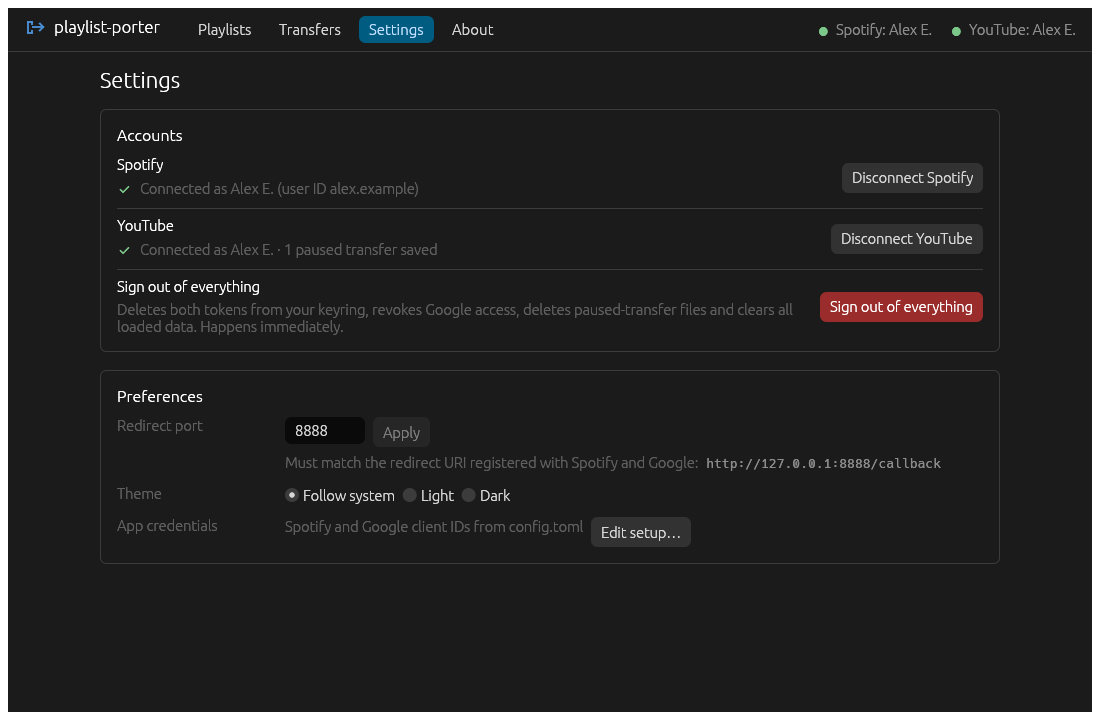 playlist-porter Playlists Transfers Settings About Spotify: Alex E. YouTube: Alex E.
Settings
Accounts
Spotify
Connected as Alex E. (user ID alex.example)
Disconnect Spotify
YouTube
Connected as Alex E. · 1 paused transfer saved
Disconnect YouTube
Sign out of everything
Deletes both tokens from your keyring, revokes Google access, deletes paused-transfer files and clears all
loaded data. Happens immediately.
Sign out of everything
Preferences
Redirect port 8888 Apply
Must match the redirect URI registered with Spotify and Google: http://127.0.0.1:8888/callback
Theme Follow system Light Dark
App credentials Spotify and Google client IDs from config.toml Edit setup…